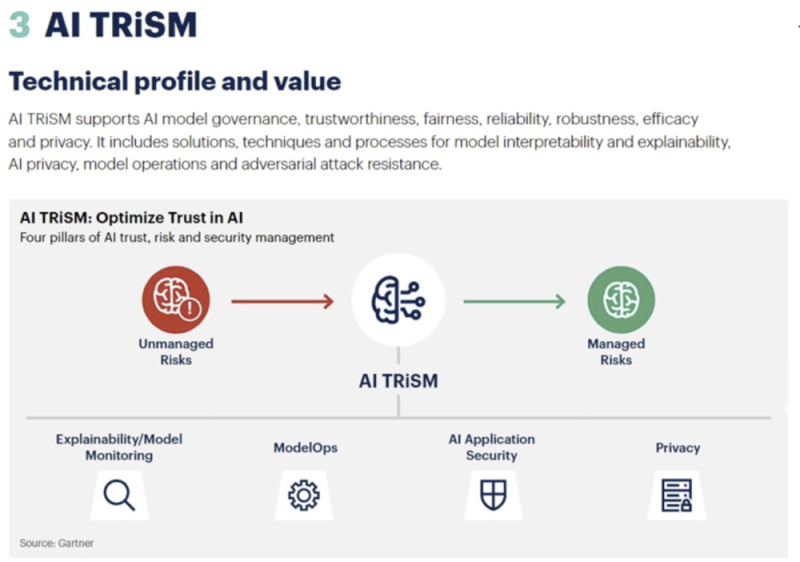 3 AI TRiSM
Technical profile and value
AI TRiSM supports AI model governance, trustworthiness, fairness, reliability, robustness, efficacy
and privacy. It includes solutions, techniques and processes for model interpretability and explainability,
AI privacy, model operations and adversarial attack resistance.
AI TRiSM: Optimize Trust in AI
Four pillars of AI trust, risk and security management
Unmanaged
Risks
AI TRiSM
Managed
Risks
Explainability/Model
Monitoring
ModelOps
AI Application
Security
Privacy
Source: Gartner